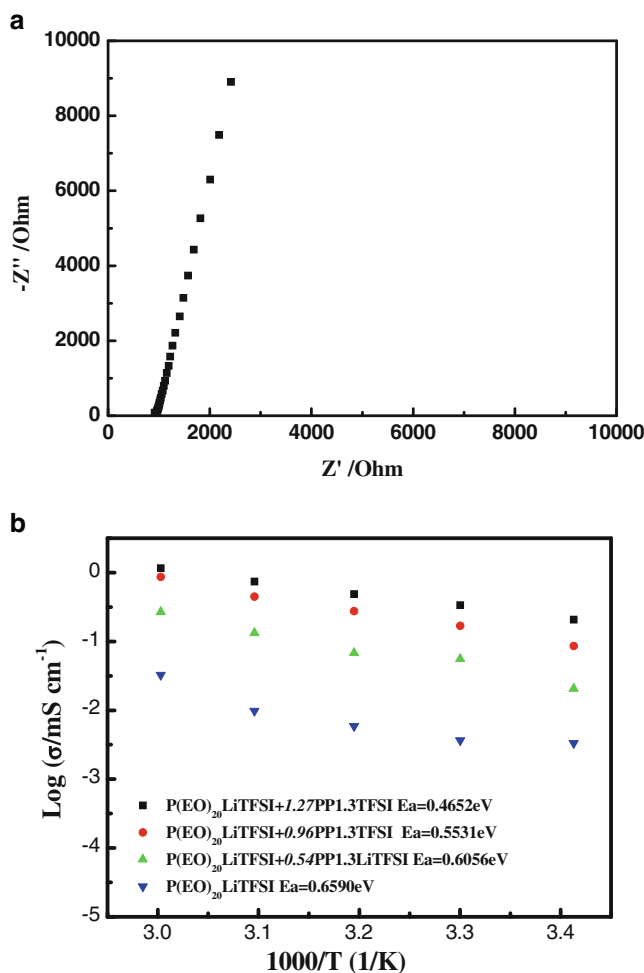 a
10000
8000
6000
4000
2000
0
0 2000 4000 6000 8000 10000
-Z'' /Ohm
Z' /Ohm
b
0
-1
-2
-3
-4
-5
Log (σ/mS cm⁻¹)
P(EO)₂₀LiTFSI+1.27PP1.3TFSI Ea=0.4652eV
P(EO)₂₀LiTFSI+0.96PP1.3TFSI Ea=0.5531eV
P(EO)₂₀LiTFSI+0.54PP1.3LiTFSI Ea=0.6056eV
P(EO)₂₀LiTFSI Ea=0.6590eV
3.0 3.1 3.2 3.3 3.4
1000/T (1/K)